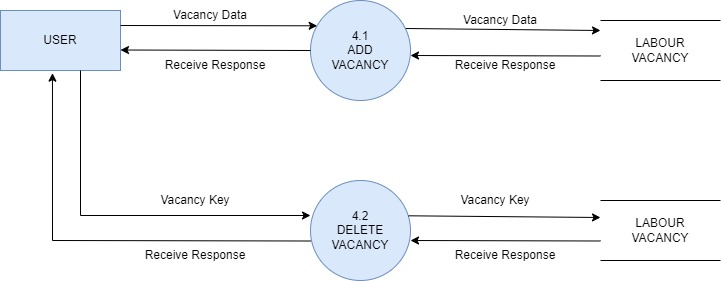 Vacancy Data
Vacancy Data
USER
4.1
ADD
VACANCY
LABOUR
VACANCY
Receive Response
Receive Response
Vacancy Key
Vacancy Key
4.2
DELETE
VACANCY
LABOUR
VACANCY
Receive Response
Receive Response